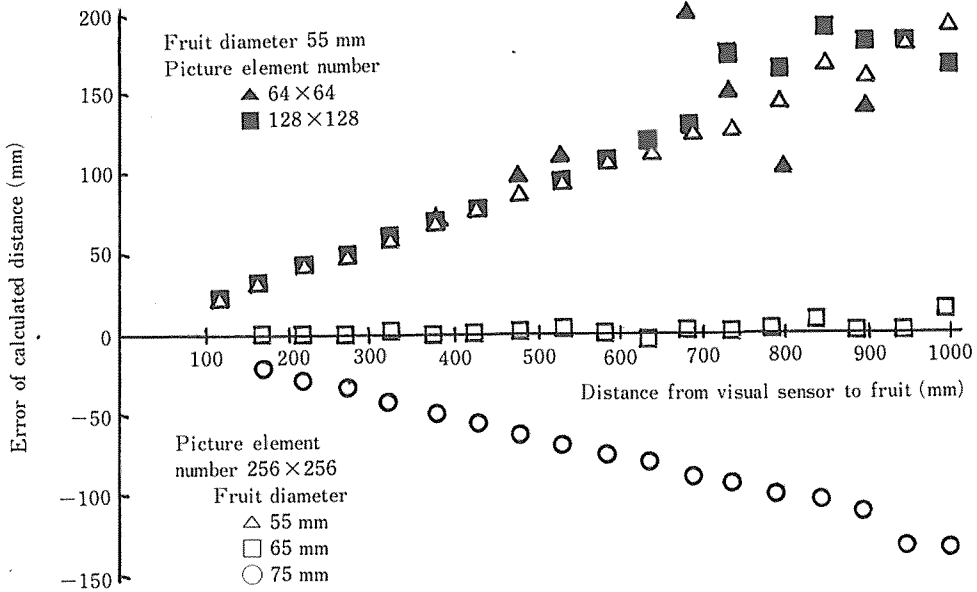 200
150
100
50
0
−50
−100
−150
Error of calculated distance (mm)
Fruit diameter 55 mm
Picture element number
▲ 64×64
■ 128×128
100 200 300 400 500 600 700 800 900 1000
Distance from visual sensor to fruit (mm)
Picture element
number 256×256
Fruit diameter
△ 55 mm
□ 65 mm
○ 75 mm